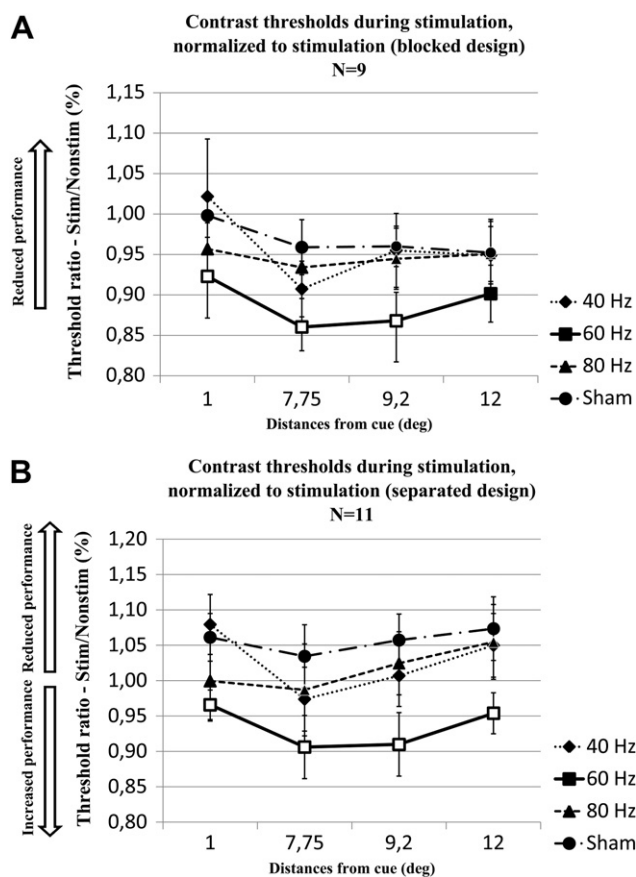 A
Contrast thresholds during stimulation,
normalized to stimulation (blocked design)
N=9
Reduced performance
Threshold ratio - Stim/Nonstim (%)
1,15
1,10
1,05
1,00
0,95
0,90
0,85
0,80
1 7,75 9,2 12
Distances from cue (deg)
40 Hz
60 Hz
80 Hz
Sham
B
Contrast thresholds during stimulation,
normalized to stimulation (separated design)
N=11
Reduced performance
Increased performance
Threshold ratio - Stim/Nonstim (%)
1,20
1,15
1,10
1,05
1,00
0,95
0,90
0,85
0,80
1 7,75 9,2 12
Distances from cue (deg)
40 Hz
60 Hz
80 Hz
Sham